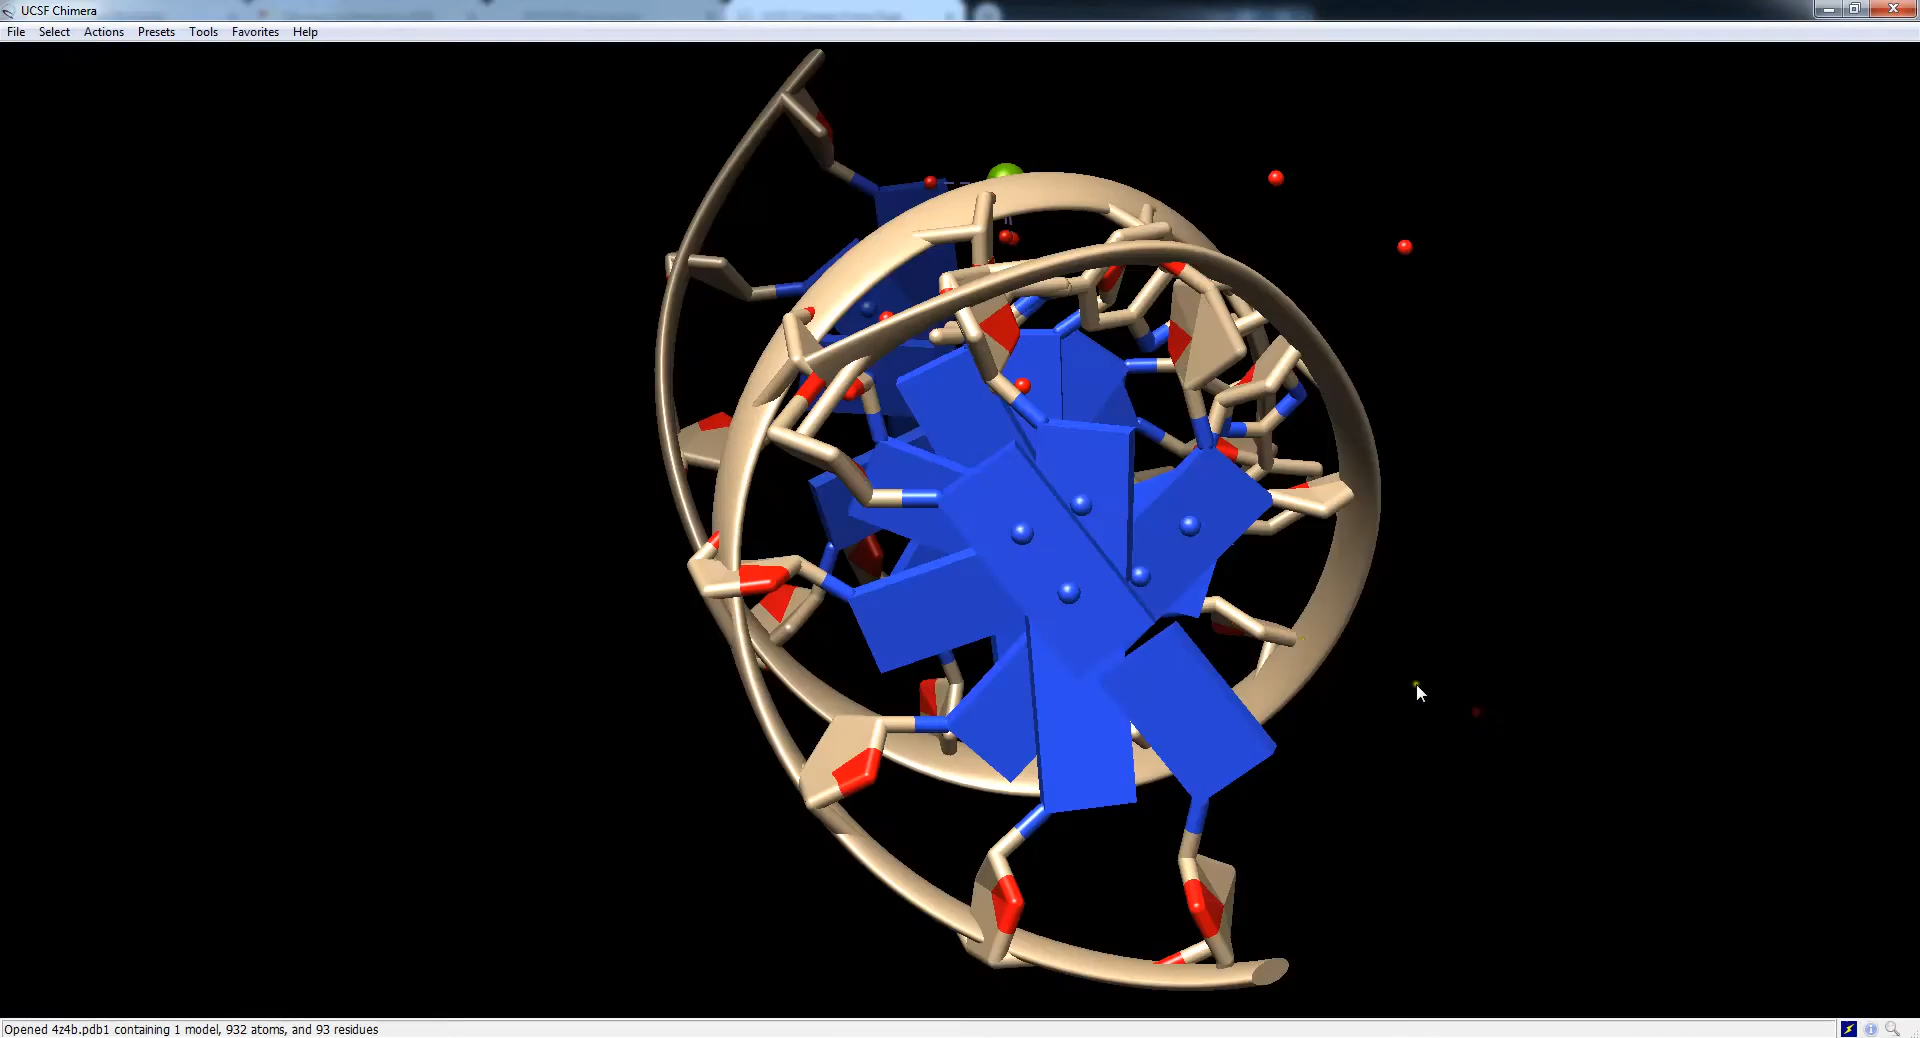 UCSF Chimera
File Select Actions Presets Tools Favorites Help
Opened 4z4b.pdb1 containing 1 model, 932 atoms, and 93 residues